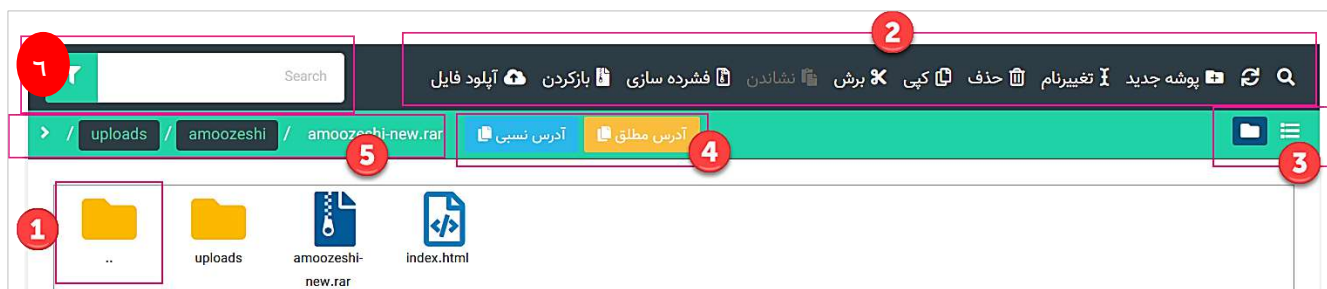 2
٦ Search آپلود فایل بازکردن فشرده سازی نشاندن برش کپی حذف تغییرنام پوشه جدید
/ uploads / amoozeshi / amoozeshi-new.rar آدرس نسبی آدرس مطلق
5 4 3
1
.. uploads amoozeshi- index.html
new.rar